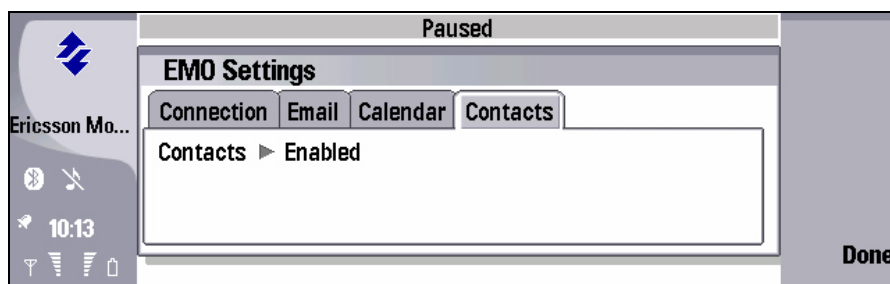 Paused
EMO Settings
Connection Email Calendar Contacts
Ericsson Mo...
Contacts ▶ Enabled
10:13
Done